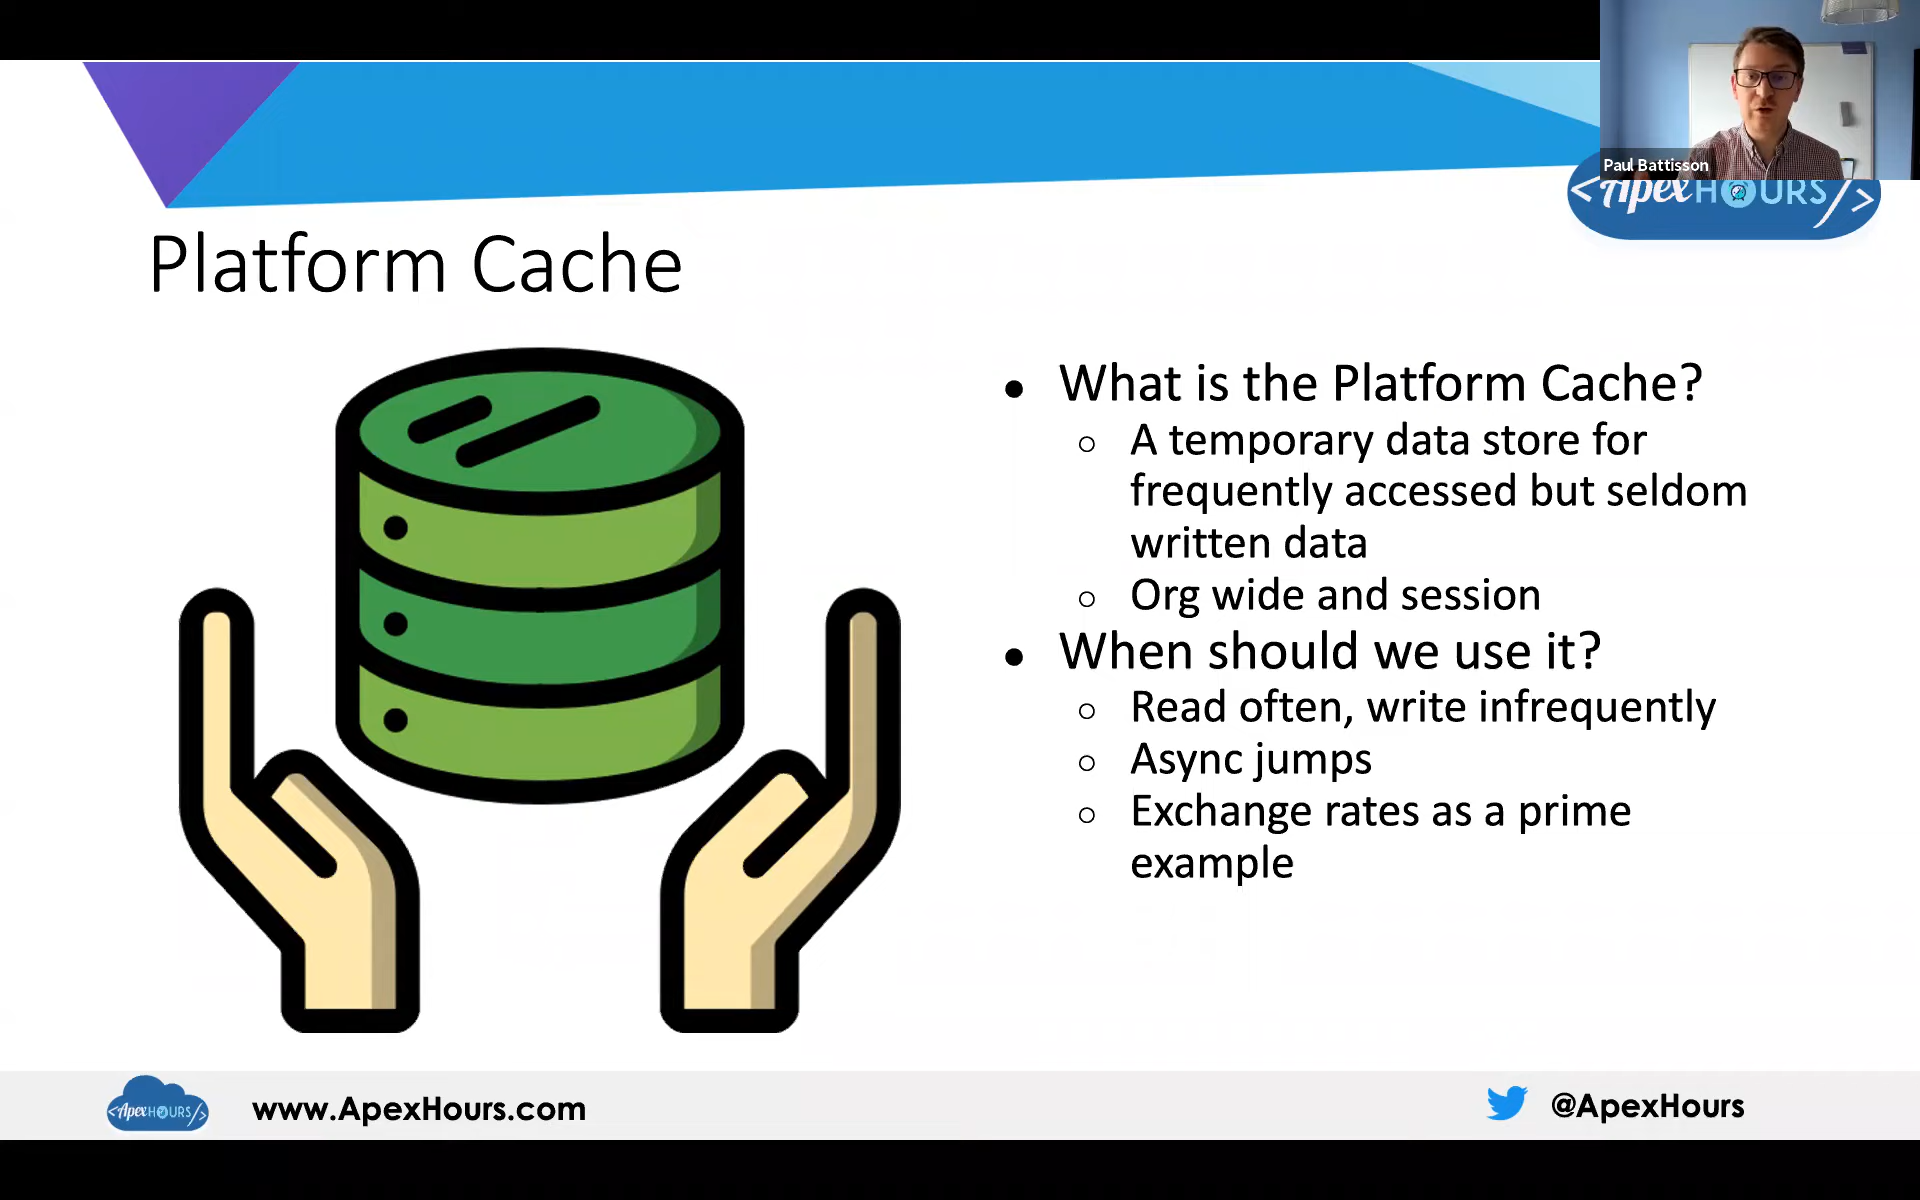 Paul Battisson
<ApexHOURS/>
Platform Cache
● What is the Platform Cache?
○ A temporary data store for
frequently accessed but seldom
written data
○ Org wide and session
● When should we use it?
○ Read often, write infrequently
○ Async jumps
○ Exchange rates as a prime
example
<ApexHOURS/>
www.ApexHours.com
@ApexHours